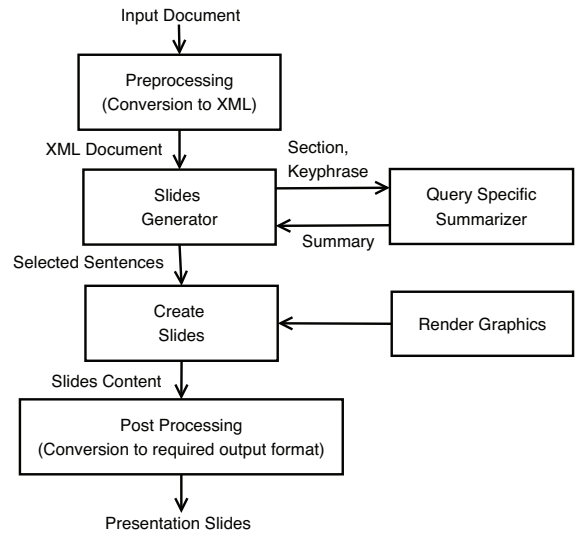 Input Document
Preprocessing
(Conversion to XML)
XML Document
Section,
Keyphrase
Slides
Generator
Query Specific
Summarizer
Summary
Selected Sentences
Create
Slides
Render Graphics
Slides Content
Post Processing
(Conversion to required output format)
Presentation Slides